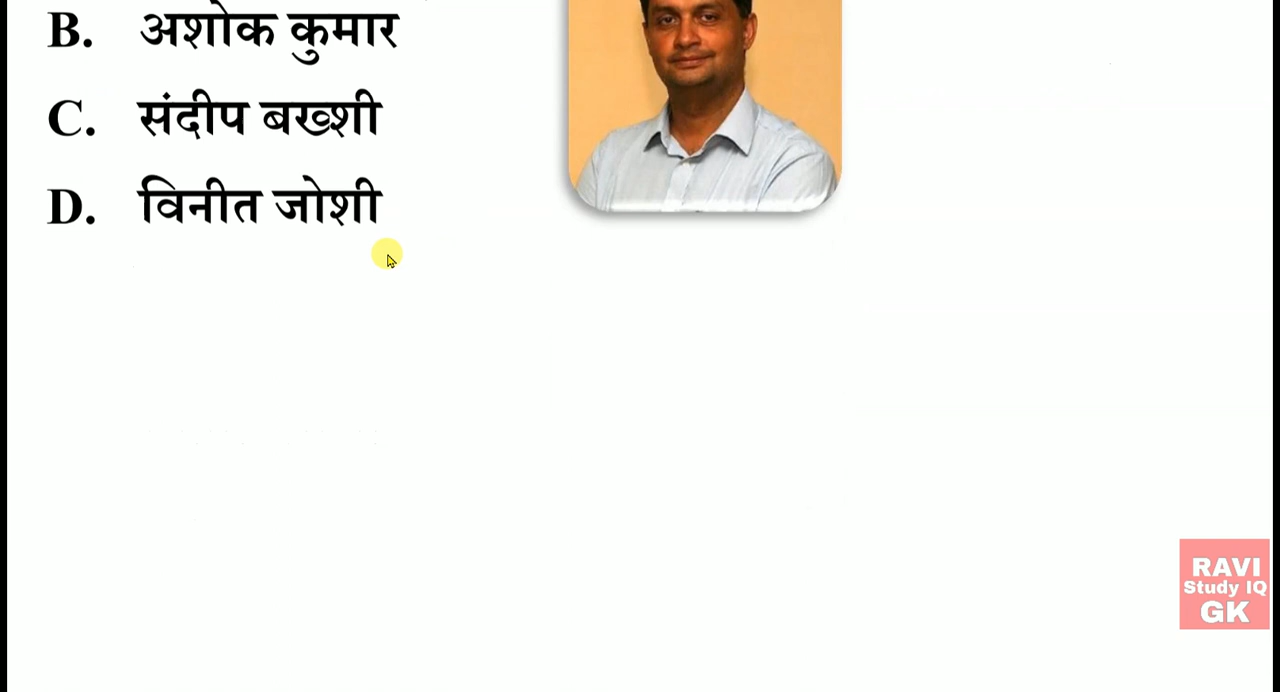 B. अशोक कुमार
C. संदीप बख्शी
D. विनीत जोशी
RAVI
Study IQ
GK